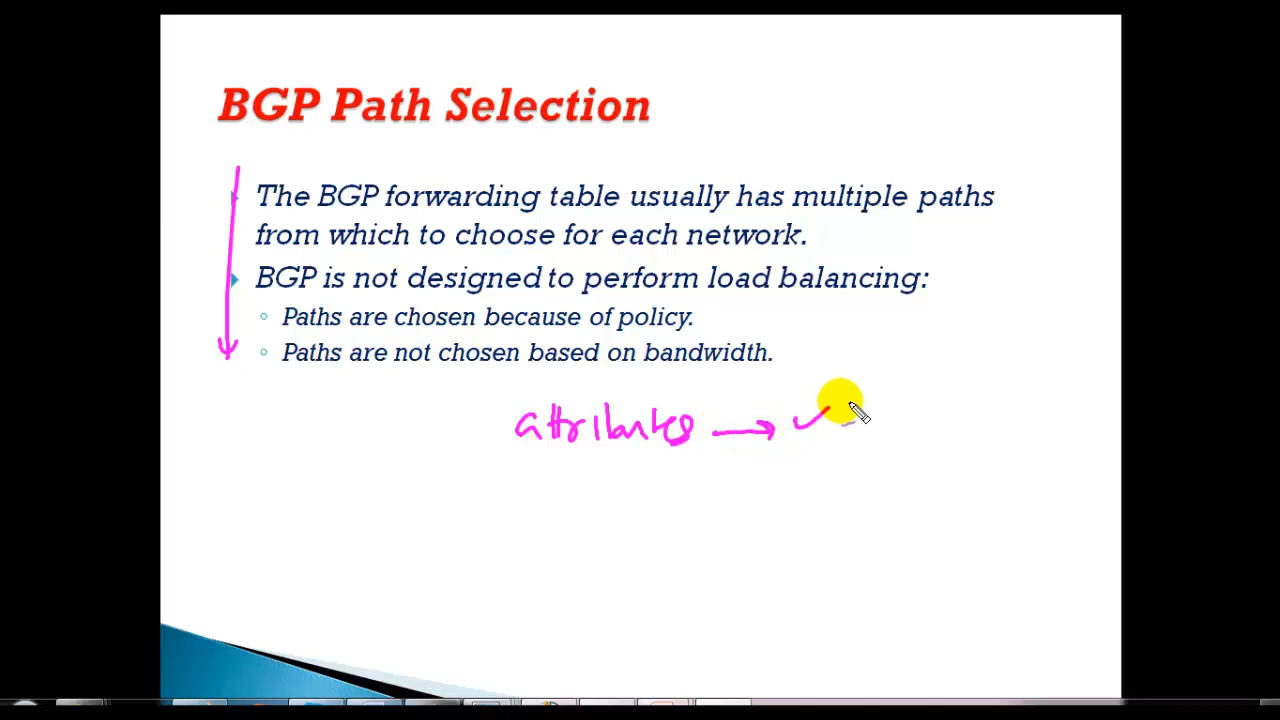 BGP Path Selection
The BGP forwarding table usually has multiple paths
from which to choose for each network.
BGP is not designed to perform load balancing:
Paths are chosen because of policy.
Paths are not chosen based on bandwidth.
attributes